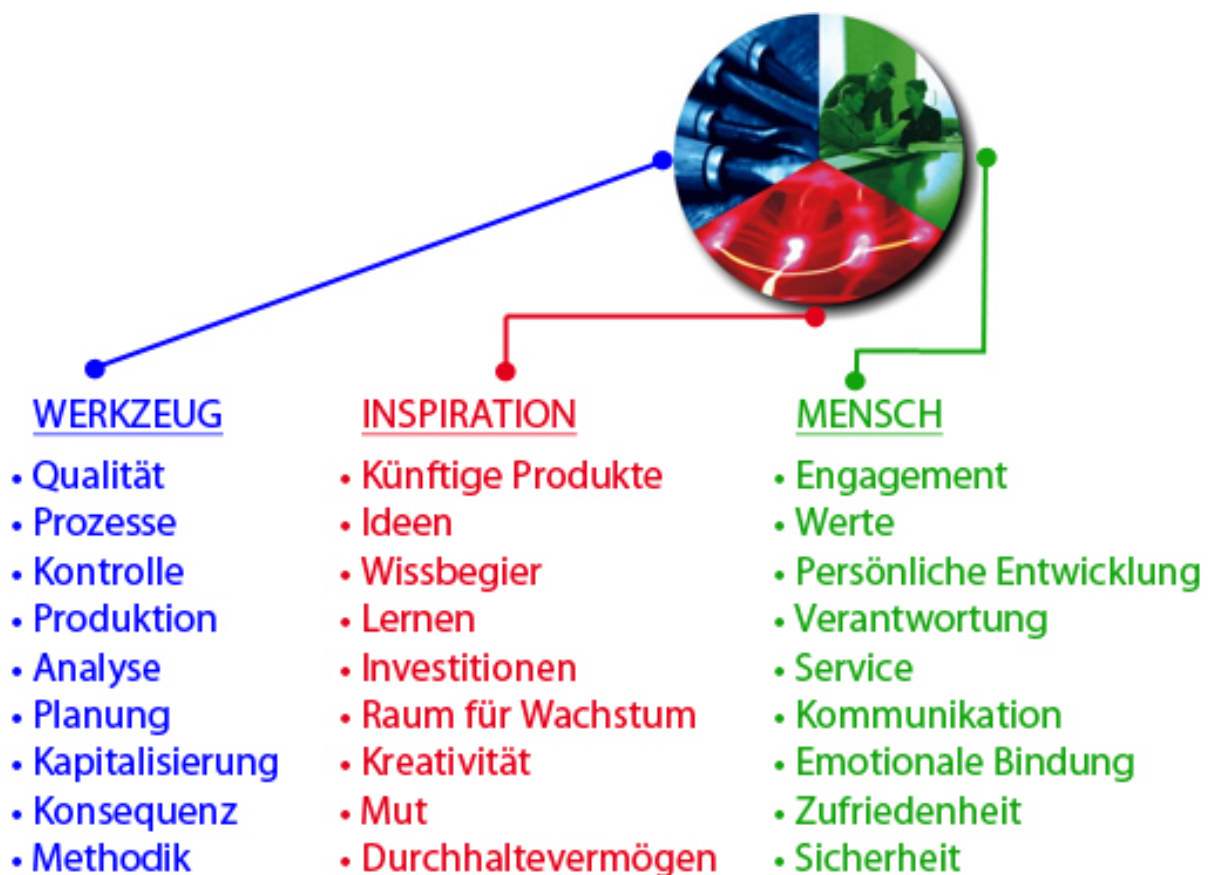 WERKZEUG
• Qualität
• Prozesse
• Kontrolle
• Produktion
• Analyse
• Planung
• Kapitalisierung
• Konsequenz
• Methodik
INSPIRATION
• Künftige Produkte
• Ideen
• Wissbegier
• Lernen
• Investitionen
• Raum für Wachstum
• Kreativität
• Mut
• Durchhaltevermögen
MENSCH
• Engagement
• Werte
• Persönliche Entwicklung
• Verantwortung
• Service
• Kommunikation
• Emotionale Bindung
• Zufriedenheit
• Sicherheit